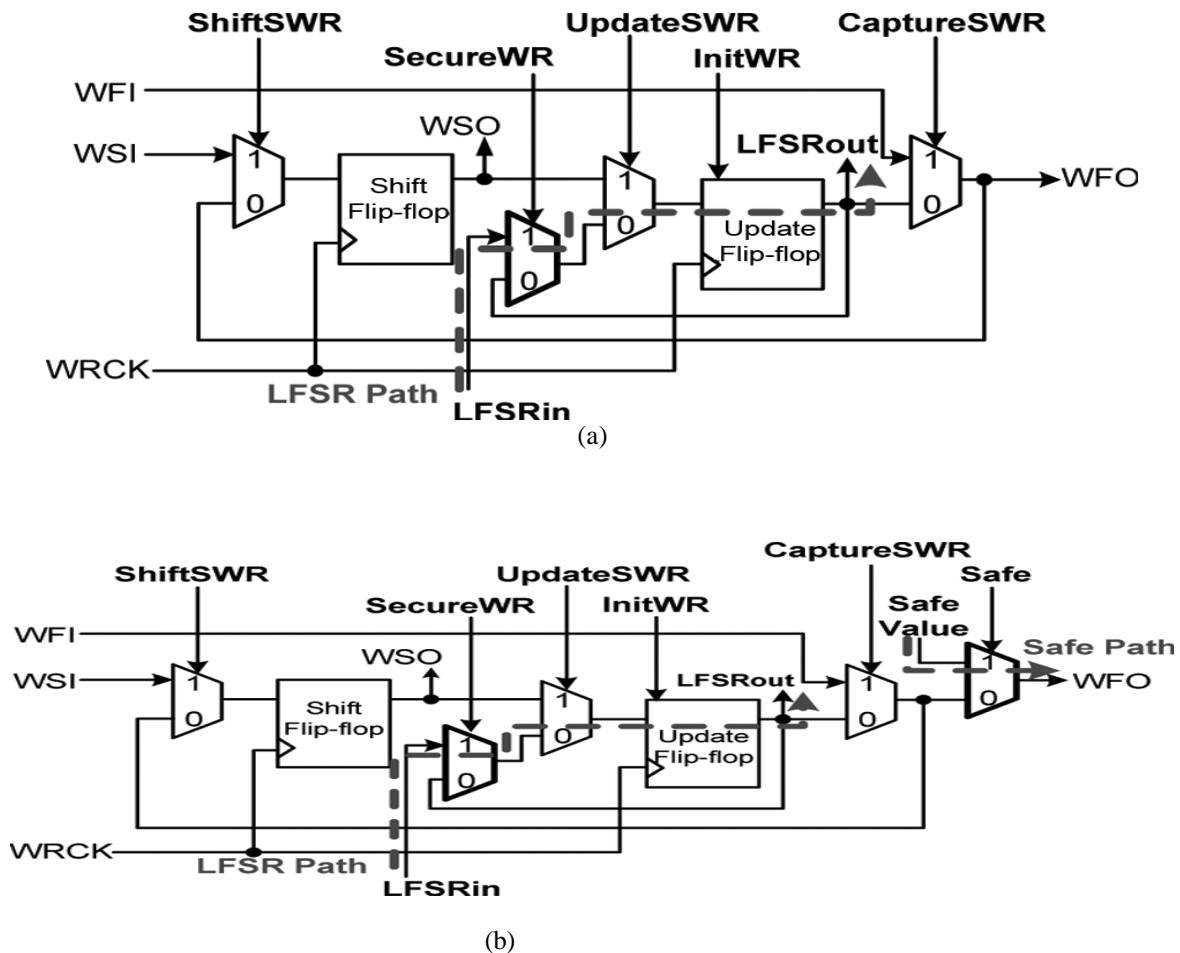 ShiftSWR
UpdateSWR
CaptureSWR
SecureWR
InitWR
WFI
WSO
LFSRout
WSI
1
0
Shift
Flip-flop
1
0
1
0
Update
Flip-flop
1
0
WFO
WRCK
LFSR Path
LFSRin
(a)
CaptureSWR
ShiftSWR
UpdateSWR
Safe
SecureWR
InitWR
Safe
Value
WFI
WSO
Safe Path
WSI
LFSRout
1
0
Shift
Flip-flop
1
0
1
0
Update
Flip-flop
1
0
1
0
WFO
WRCK
LFSR Path
LFSRin
(b)